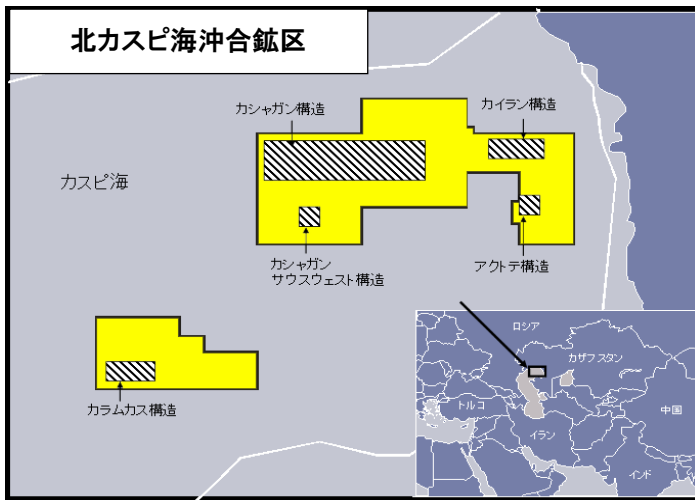 北カスピ海沖合鉱区
カシャガン構造
カイラン構造
カスピ海
カシャガン
サウスウェスト構造
アクトテ構造
カラムカス構造
ロシア
カザフスタン
トルコ
中国
イラン
インド